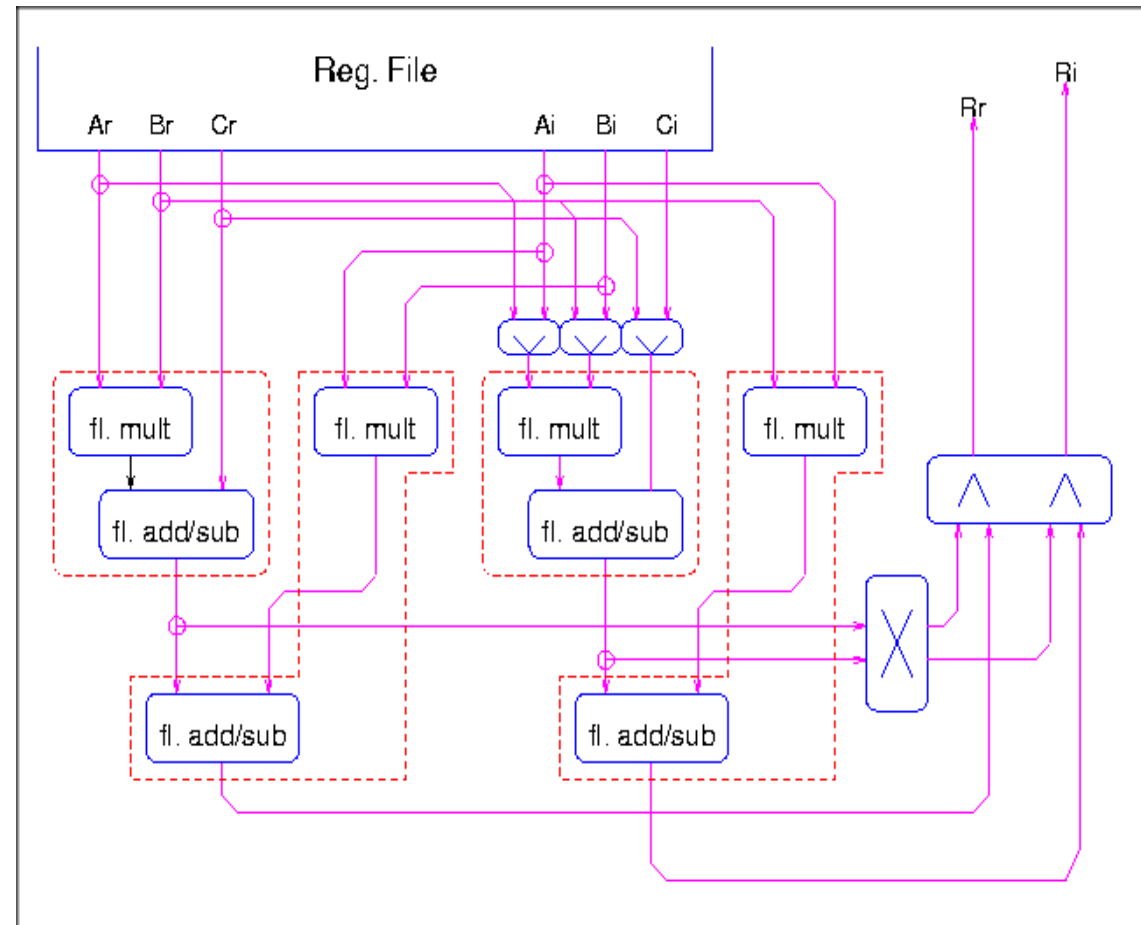 Reg. File
Ri
Rr
Ar Br Cr Ai Bi Ci
fl. mult fl. mult fl. mult fl. mult
fl. add/sub fl. add/sub
fl. add/sub fl. add/sub